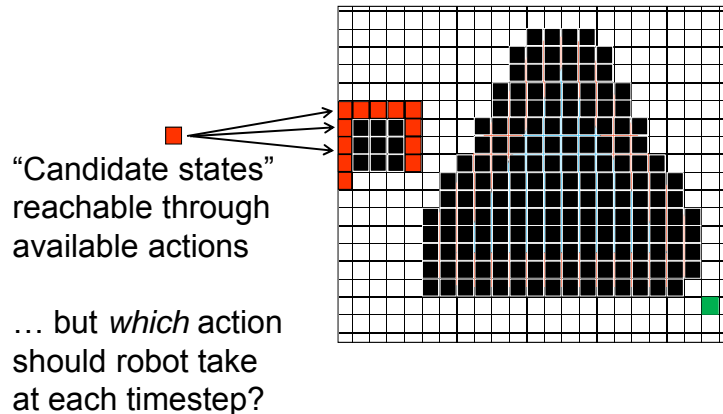 “Candidate states”
reachable through
available actions
… but which action
should robot take
at each timestep?